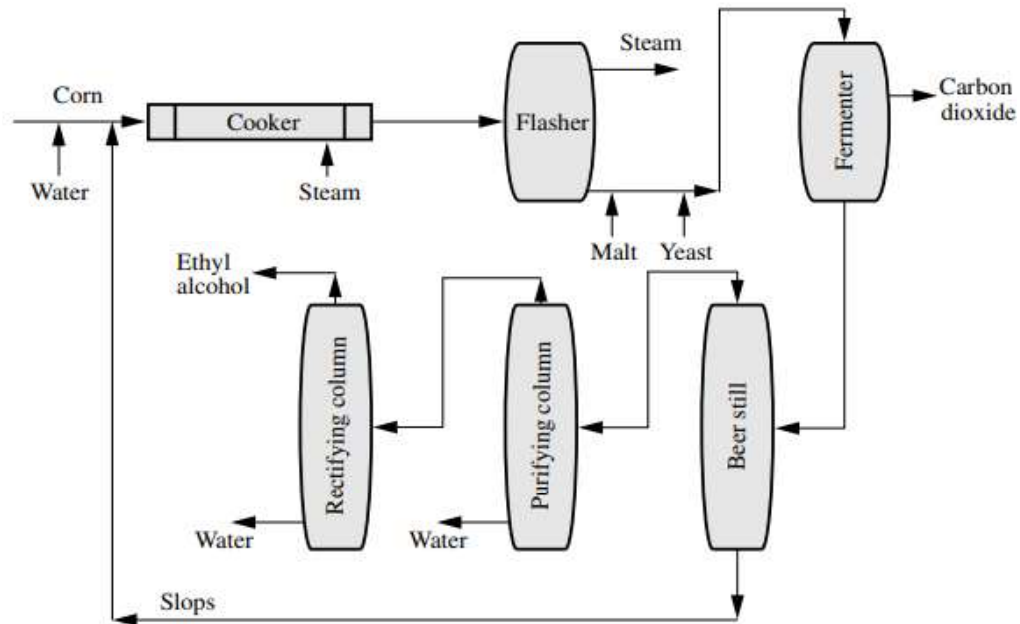 Corn
Water
Cooker
Steam
Flasher
Steam
Malt
Yeast
Fermenter
Carbon
dioxide
Ethyl
alcohol
Rectifying column
Water
Purifying column
Water
Beer still
Slops